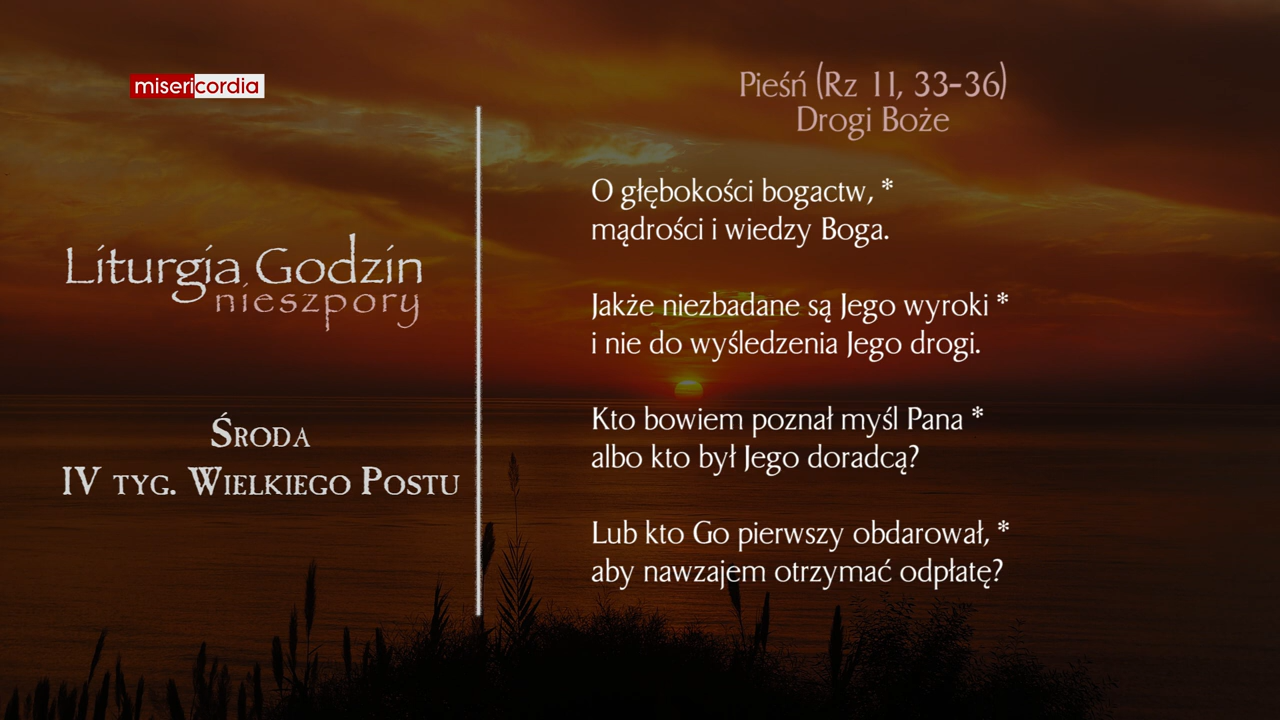 misericordia
Liturgia Godzin
nieszpory
Środa
IV tyg. Wielkiego Postu
Pieśń (Rz 11, 33-36)
Drogi Boże
O głębokości bogactw, *
mądrości i wiedzy Boga.
Jakże niezbadane są Jego wyroki *
i nie do wyśledzenia Jego drogi.
Kto bowiem poznał myśl Pana *
albo kto był Jego doradcą?
Lub kto Go pierwszy obdarował, *
aby nawzajem otrzymać odpłatę?